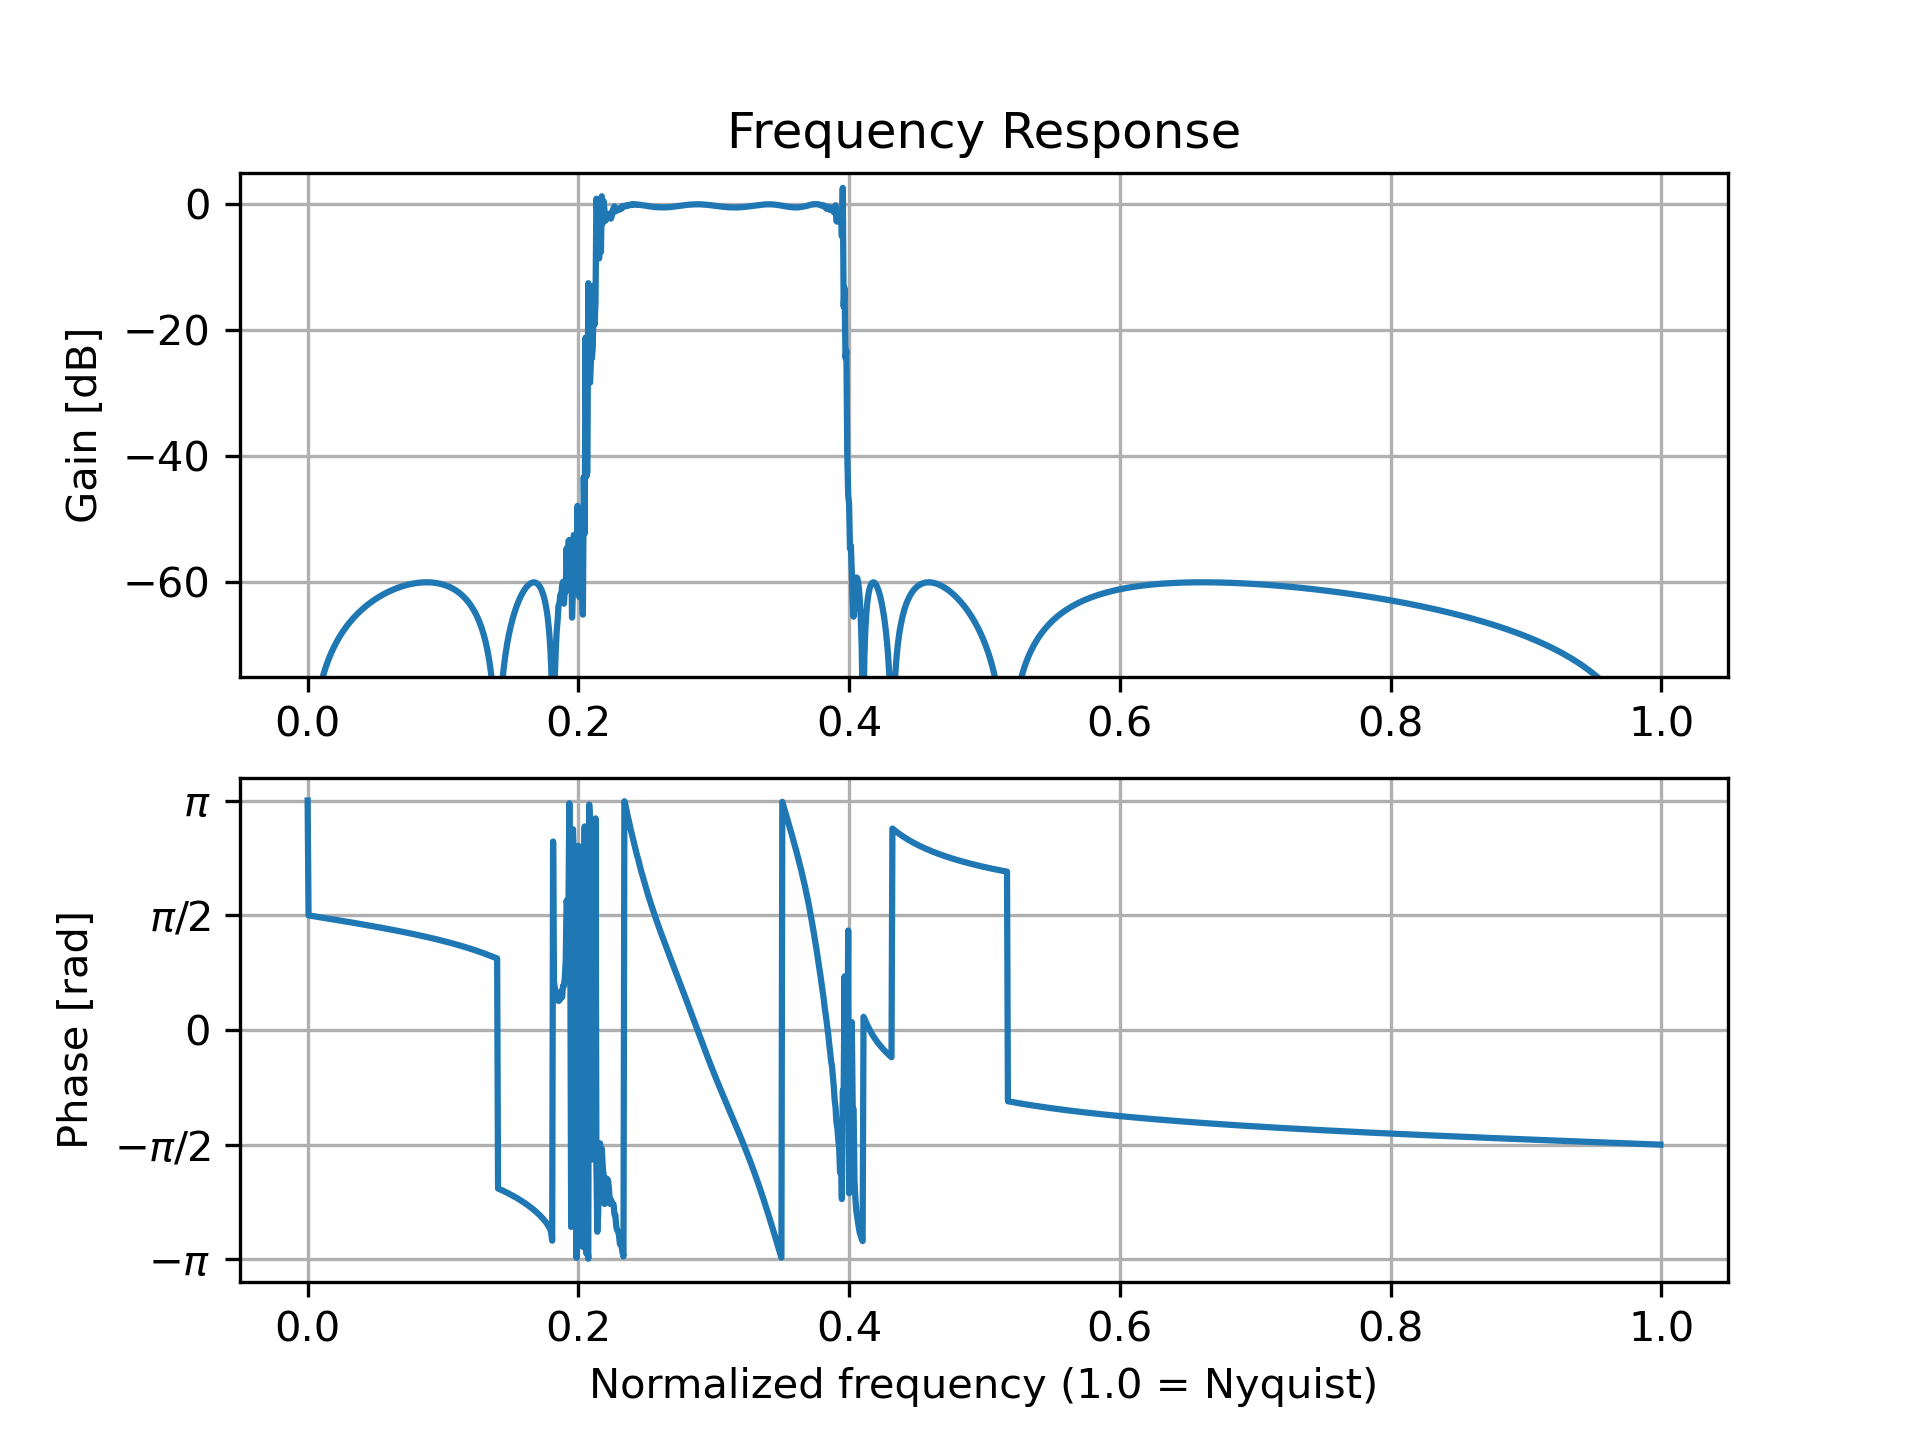 Frequency Response
Gain [dB]
0
−20
−40
−60
0.0 0.2 0.4 0.6 0.8 1.0
Phase [rad]
π
π/2
0
−π/2
−π
0.0 0.2 0.4 0.6 0.8 1.0
Normalized frequency (1.0 = Nyquist)